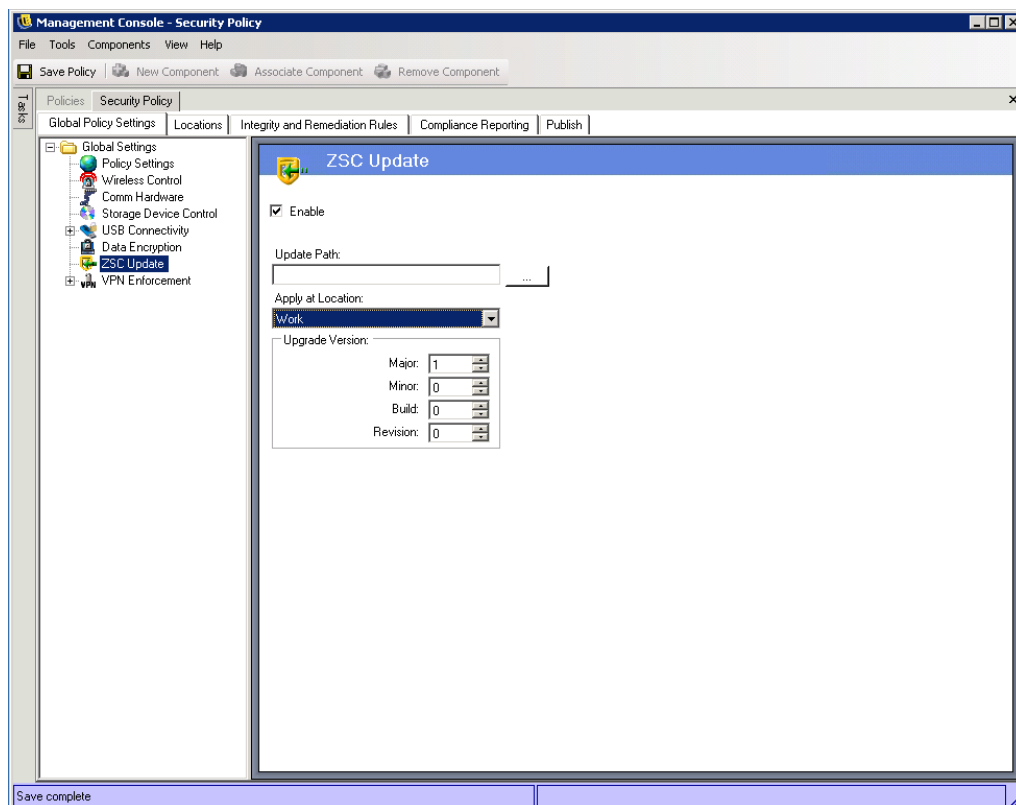 Management Console - Security Policy
File Tools Components View Help
Save Policy New Component Associate Component Remove Component
Tasks
Policies Security Policy
Global Policy Settings Locations Integrity and Remediation Rules Compliance Reporting Publish
Global Settings
Policy Settings
Wireless Control
Comm Hardware
Storage Device Control
USB Connectivity
Data Encryption
ZSC Update
VPN VPN Enforcement
ZSC Update
Enable
Update Path:
...
Apply at Location:
Work
Upgrade Version:
Major: 1
Minor: 0
Build: 0
Revision: 0
Save complete